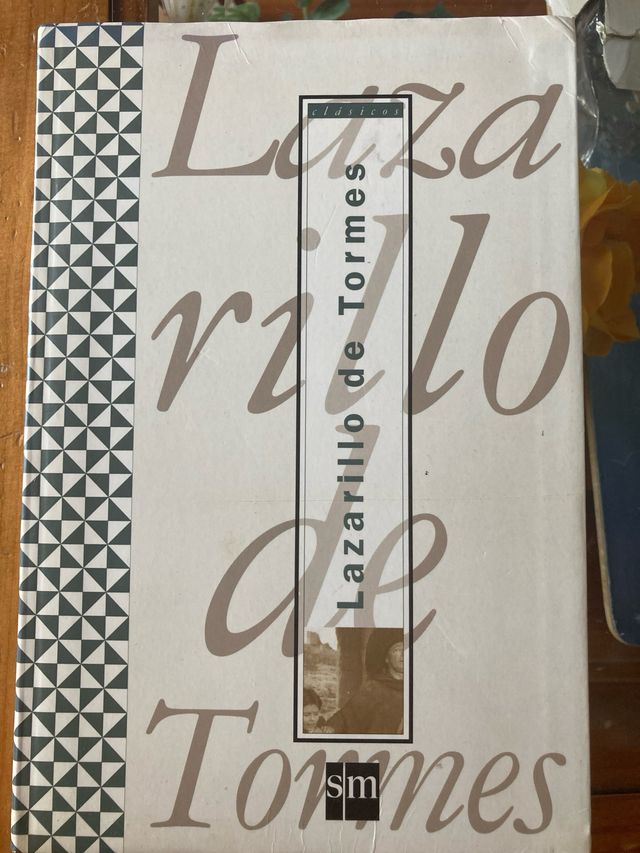 Laza
rillo
de
Tormes
clásicos
Lazarillo de Tormes
sm